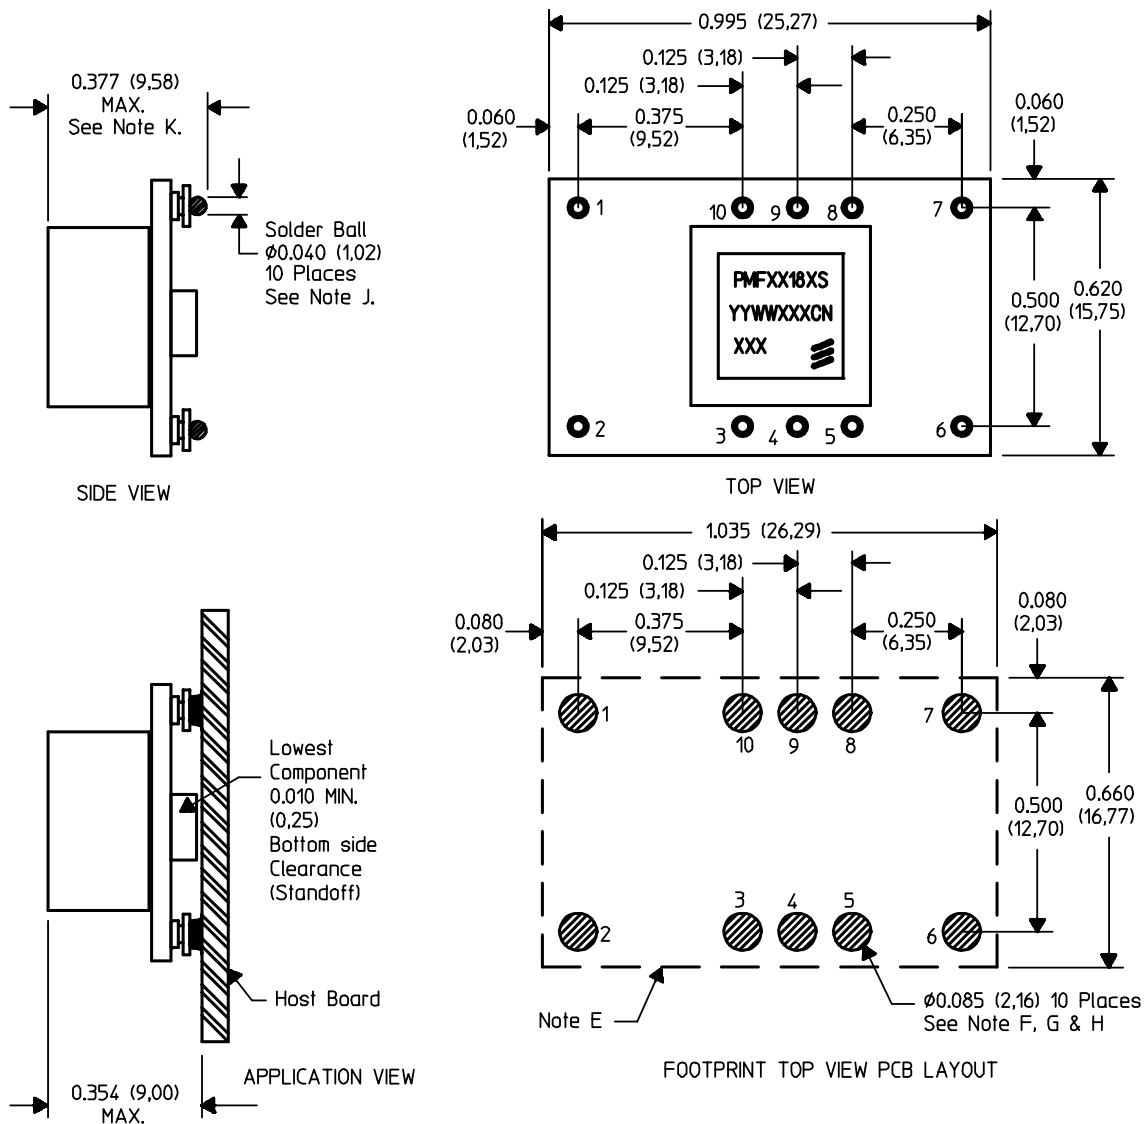 0.377 (9,58)
MAX.
See Note K.
Solder Ball
Ø0.040 (1,02)
10 Places
See Note J.
SIDE VIEW
0.995 (25,27)
0.125 (3,18)
0.125 (3,18)
0.060
(1,52)
0.375
(9,52)
0.250
(6,35)
0.060
(1,52)
1
10
9
8
7
PMFXX18XS
YYWWXXXCN
XXX
0.500
(12,70)
0.620
(15,75)
2
3
4
5
6
TOP VIEW
Lowest
Component
0.010 MIN.
(0,25)
Bottom side
Clearance
(Standoff)
Host Board
0.354 (9,00)
MAX.
APPLICATION VIEW
1.035 (26,29)
0.125 (3,18)
0.125 (3,18)
0.080
(2,03)
0.375
(9,52)
0.250
(6,35)
0.080
(2,03)
1
10
9
8
7
0.500
(12,70)
0.660
(16,77)
2
3
4
5
6
Note E
Ø0.085 (2,16) 10 Places
See Note F, G & H
FOOTPRINT TOP VIEW PCB LAYOUT